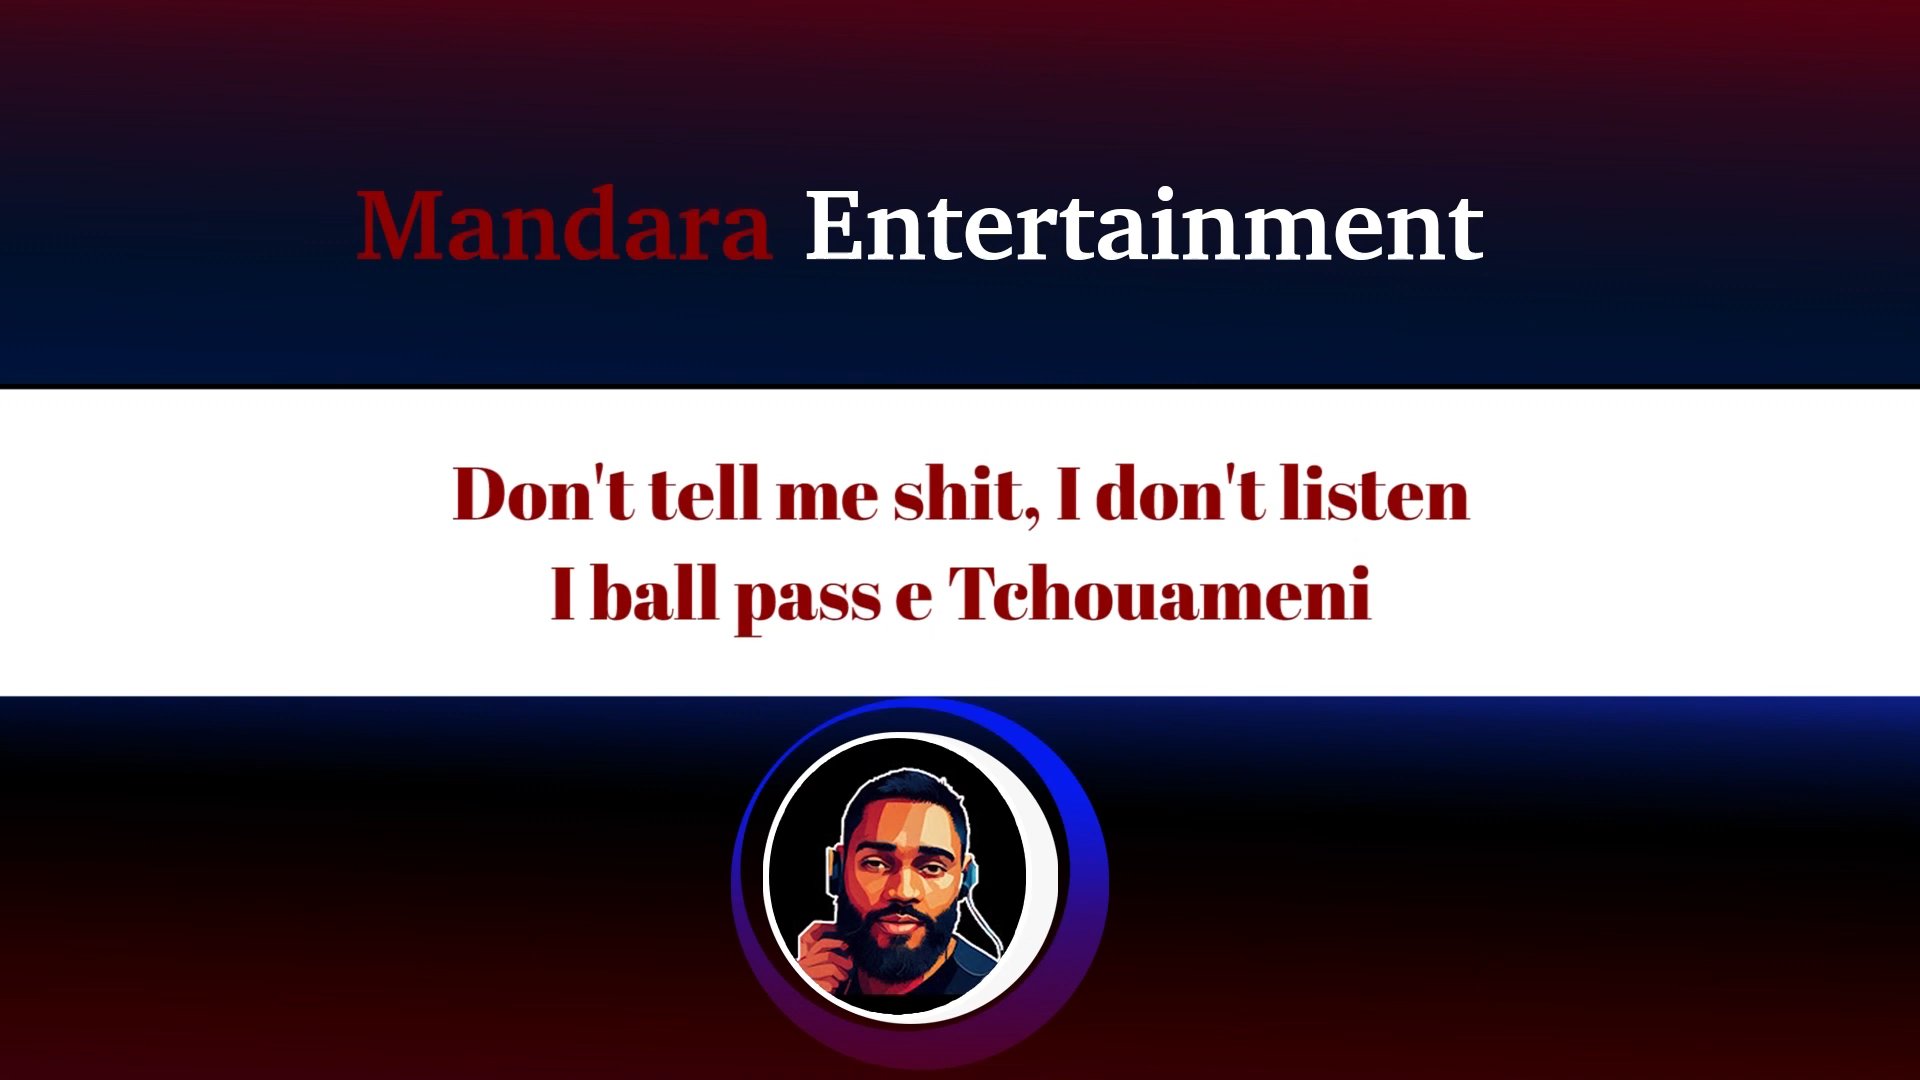 Mandara Entertainment
Don't tell me shit, I don't listen
I ball pass e Tchouameni